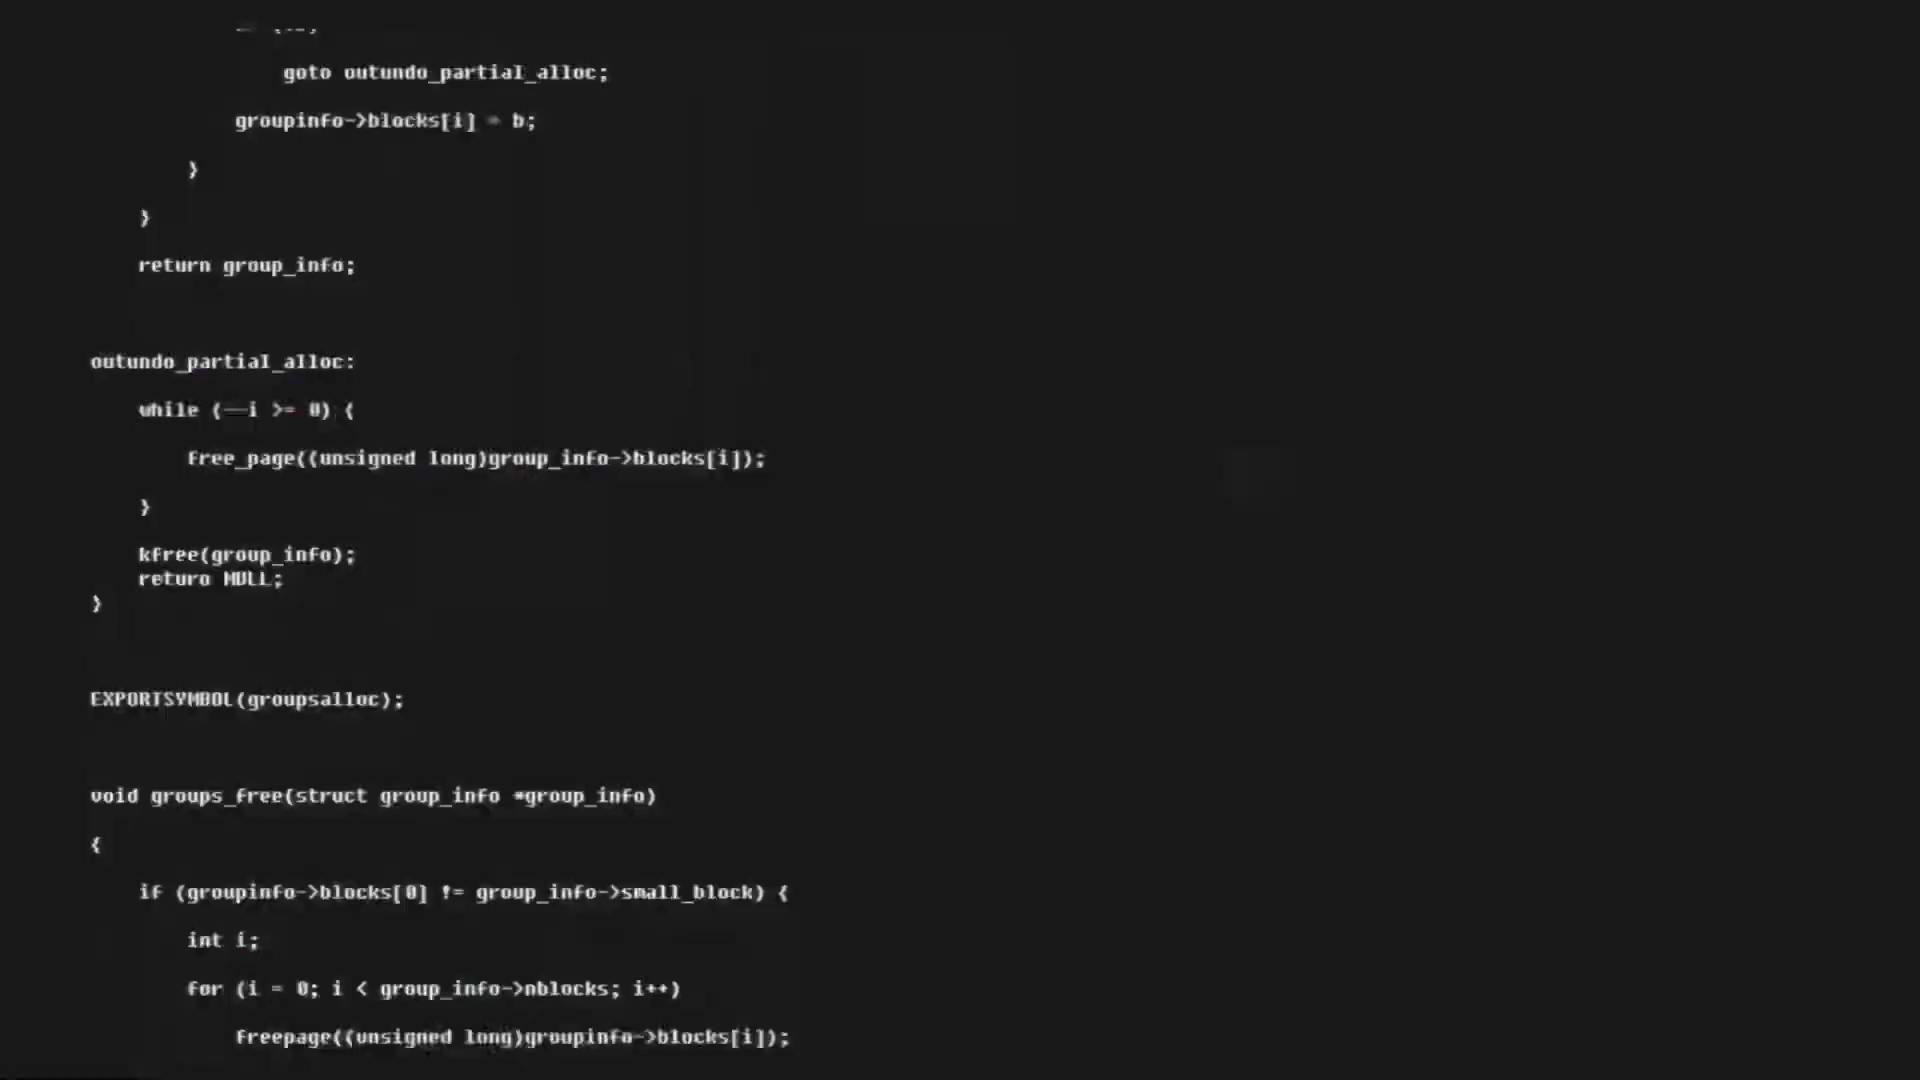 goto outundo_partial_alloc;
groupinfo->blocks[i] = b;
}
}
return group_info;
outundo_partial_alloc:
while (--i >= 0) {
free_page((unsigned long)group_info->blocks[i]);
}
kfree(group_info);
return NULL;
}
EXPORTSYMBOL(groupsalloc);
void groups_free(struct group_info *group_info)
{
if (groupinfo->blocks[0] != group_info->small_block) {
int i;
for (i = 0; i < group_info->nblocks; i++)
freepage((unsigned long)groupinfo->blocks[i]);